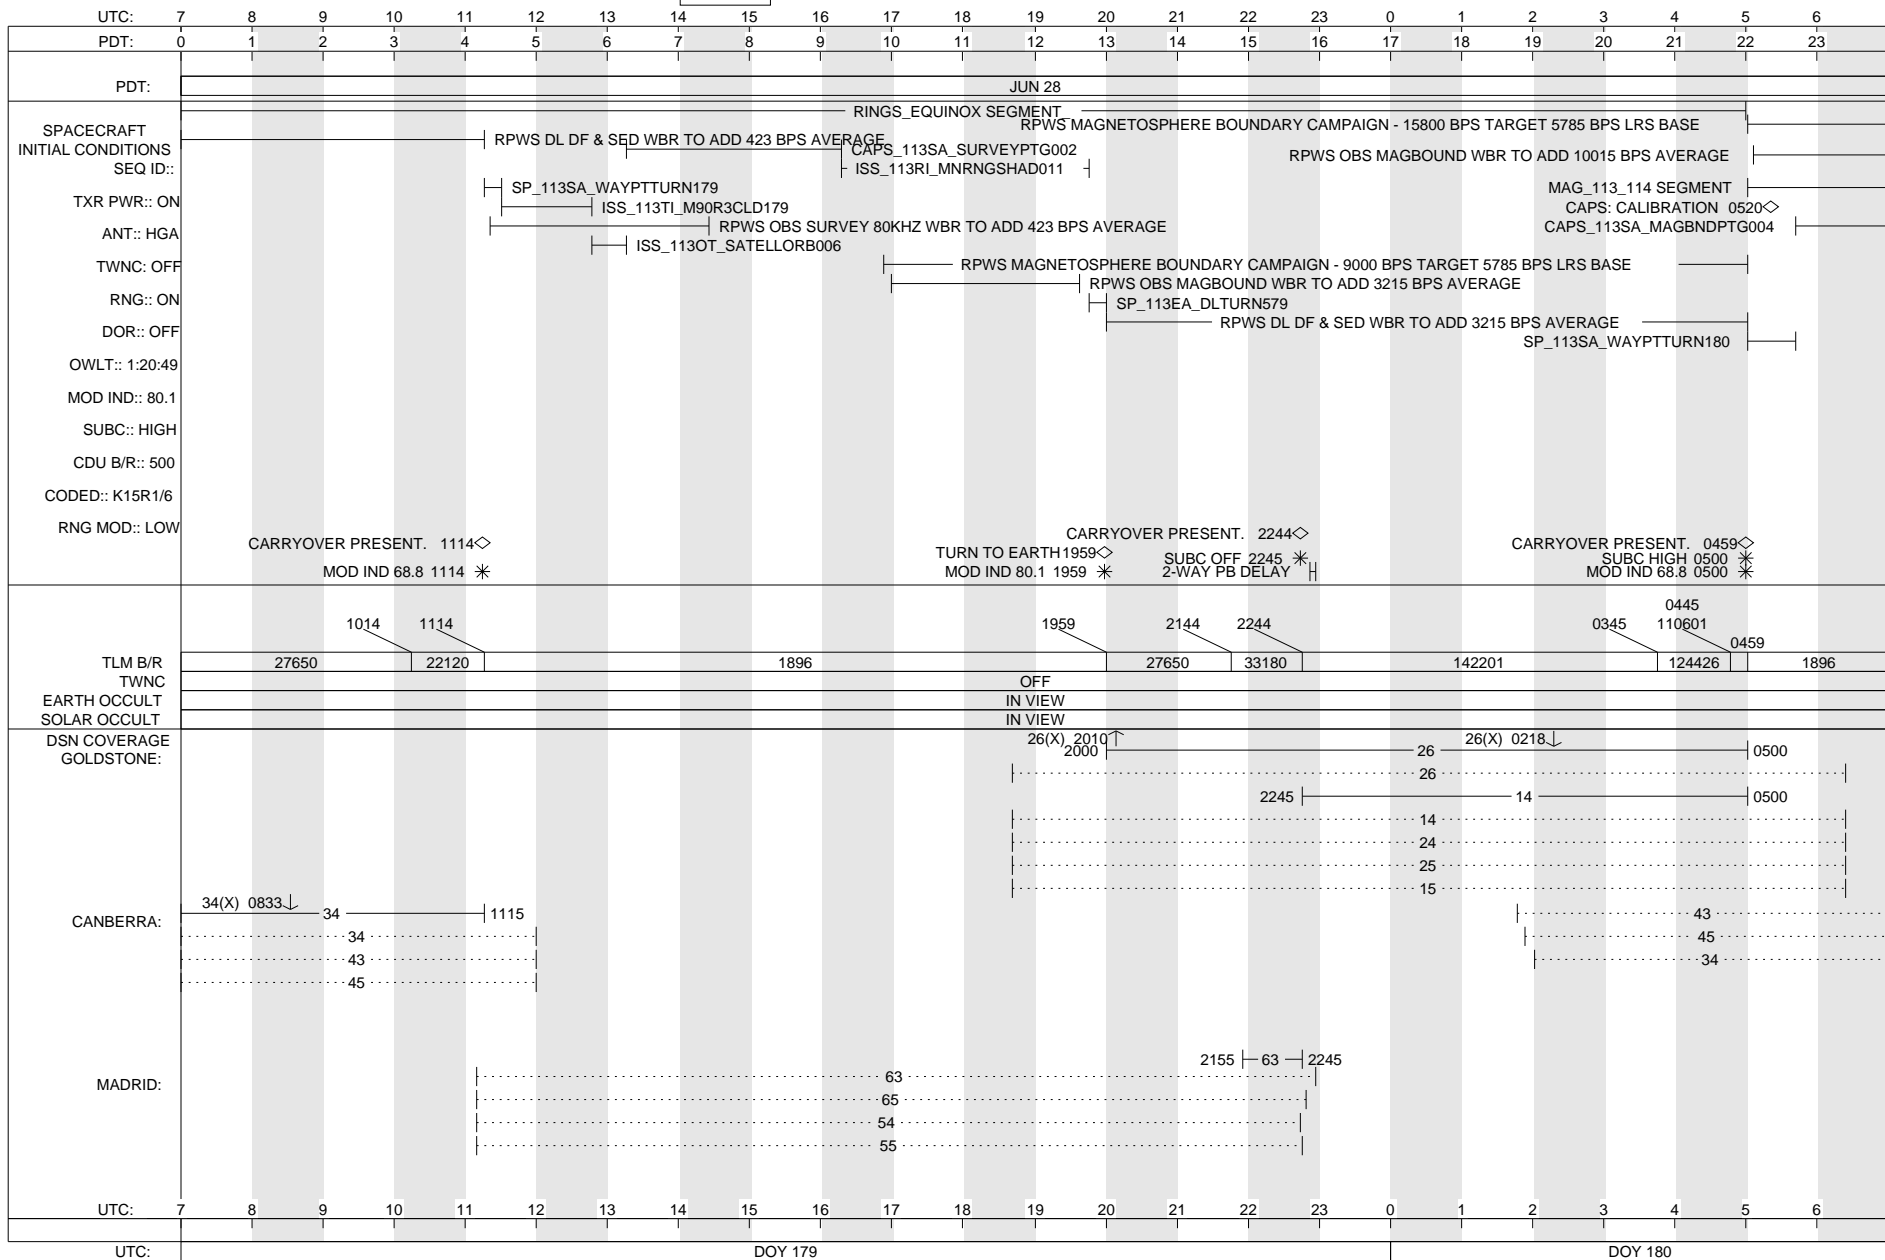 UTC: 7 8 9 10 11 12 13 14 15 16 17 18 19 20 21 22 23 0 1 2 3 4 5 6
PDT: 0 1 2 3 4 5 6 7 8 9 10 11 12 13 14 15 16 17 18 19 20 21 22 23
PDT: JUN 28
RINGS_EQUINOX SEGMENT
RPWS MAGNETOSPHERE BOUNDARY CAMPAIGN - 15800 BPS TARGET 5785 BPS LRS BASE
SPACECRAFT
INITIAL CONDITIONS
RPWS DL DF & SED WBR TO ADD 423 BPS AVERAGE
CAPS_113SA_SURVEYPTG002
RPWS OBS MAGBOUND WBR TO ADD 10015 BPS AVERAGE
SEQ ID::
ISS_113RI_MNRNGSHAD011
SP_113SA_WAYPTTURN179
MAG_113_114 SEGMENT
TXR PWR:: ON
ISS_113TI_M90R3CLD179
CAPS: CALIBRATION 0520
RPWS OBS SURVEY 80KHZ WBR TO ADD 423 BPS AVERAGE
CAPS_113SA_MAGBNDPTG004
ANT:: HGA
ISS_113OT_SATELLORB006
TWNC: OFF
RPWS MAGNETOSPHERE BOUNDARY CAMPAIGN - 9000 BPS TARGET 5785 BPS LRS BASE
RPWS OBS MAGBOUND WBR TO ADD 3215 BPS AVERAGE
RNG:: ON
SP_113EA_DLTURN579
RPWS DL DF & SED WBR TO ADD 3215 BPS AVERAGE
DOR:: OFF
SP_113SA_WAYPTTURN180
OWLT:: 1:20:49
MOD IND:: 80.1
SUBC:: HIGH
CDU B/R:: 500
CODED:: K15R1/6
RNG MOD:: LOW
CARRYOVER PRESENT. 1114
CARRYOVER PRESENT. 2244
CARRYOVER PRESENT. 0459
TURN TO EARTH 1959
SUBC OFF 2245
SUBC HIGH 0500
MOD IND 68.8 1114
MOD IND 80.1 1959
2-WAY PB DELAY
MOD IND 68.8 0500
0445
1014 1114 1959 2144 2244 0345 110601
0459
TLM B/R 27650 22120 1896 27650 33180 142201 124426 1896
TWNC OFF
EARTH OCCULT IN VIEW
SOLAR OCCULT IN VIEW
DSN COVERAGE 26(X) 2010 26(X) 0218
GOLDSTONE: 2000 26 0500
26
2245 14 0500
14
24
25
15
34(X) 0833
CANBERRA: 34 1115 43
34 45
43 34
45
2155 63 2245
MADRID: 63
65
54
55
UTC: 7 8 9 10 11 12 13 14 15 16 17 18 19 20 21 22 23 0 1 2 3 4 5 6
UTC: DOY 179 DOY 180